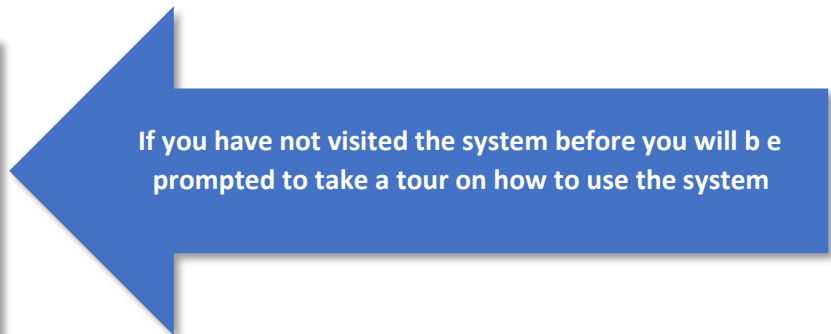 If you have not visited the system before you will b e
prompted to take a tour on how to use the system